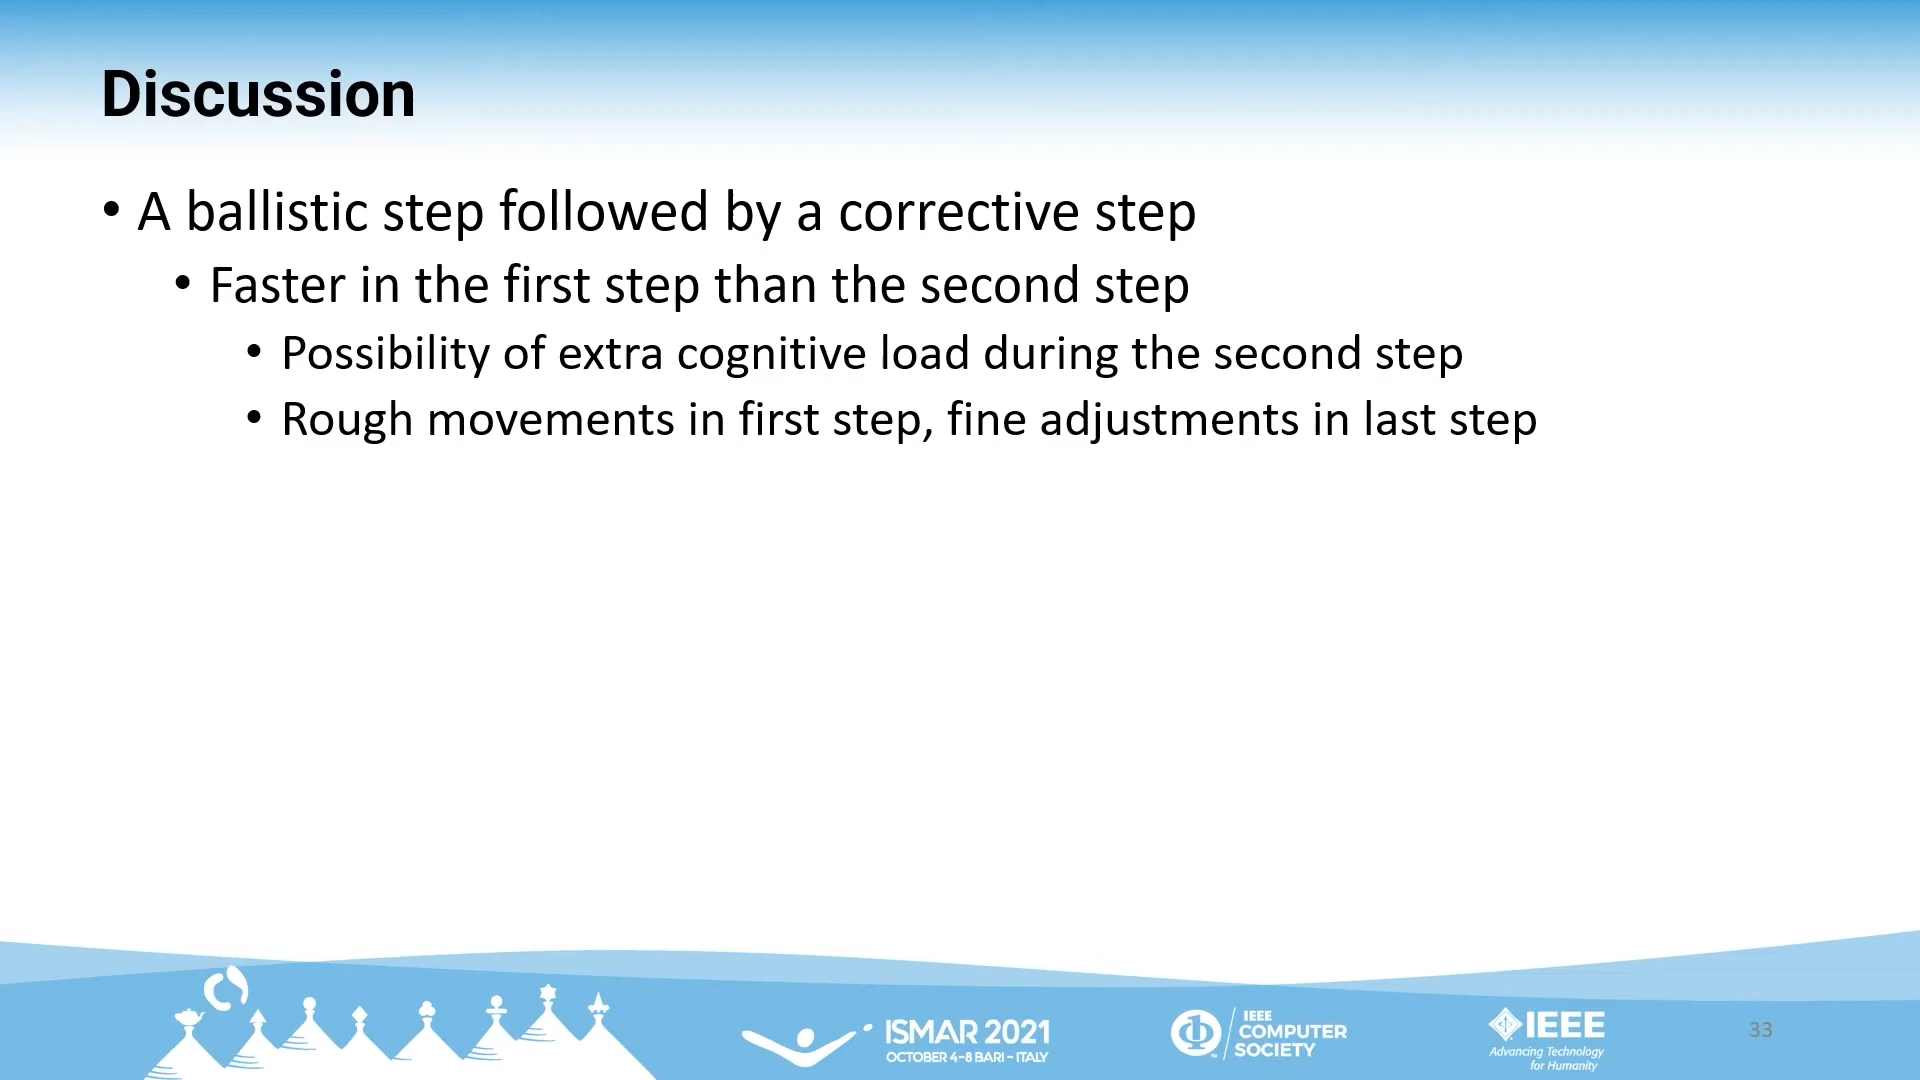 Discussion
• A ballistic step followed by a corrective step
• Faster in the first step than the second step
• Possibility of extra cognitive load during the second step
• Rough movements in first step, fine adjustments in last step
ISMAR 2021
OCTOBER 4-8 BARI - ITALY
IEEE
COMPUTER
SOCIETY
TM
IEEE
Advancing Technology
for Humanity
33